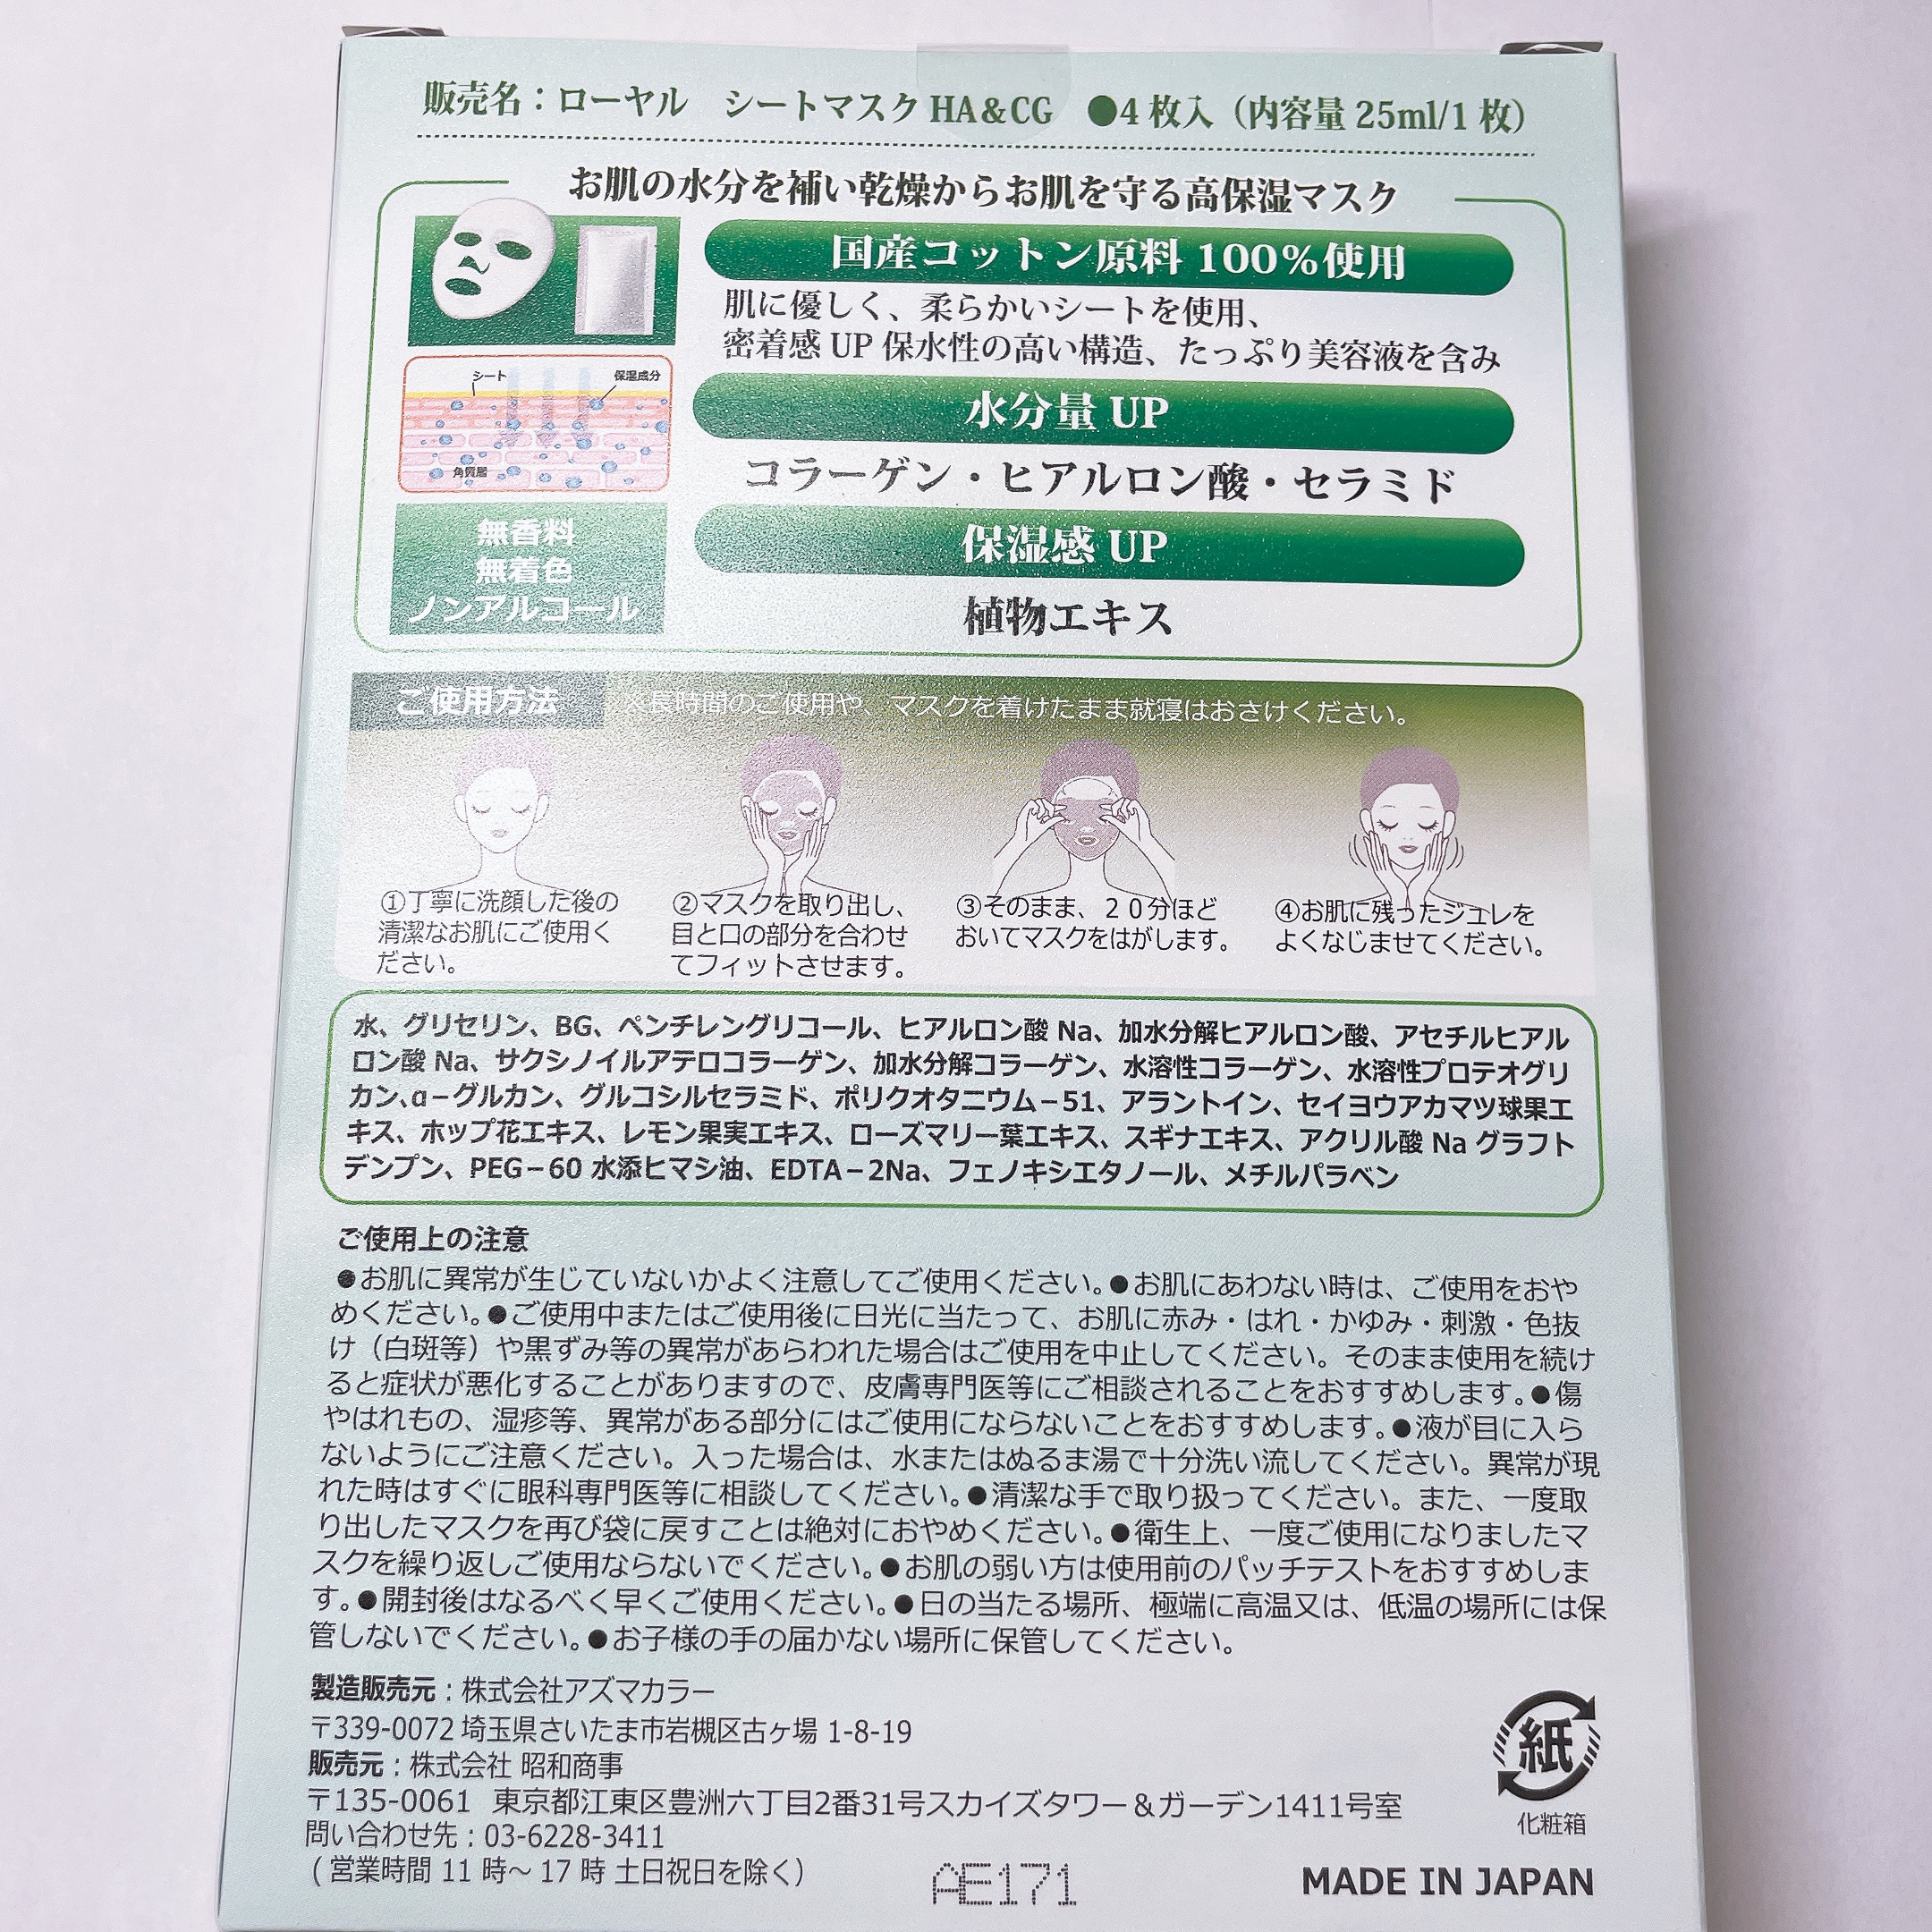 販売名：ローヤル　シートマスク HA＆CG　●4 枚入（内容量 25ml/1 枚）
お肌の水分を補い乾燥からお肌を守る高保湿マスク
国産コットン原料 100％使用
肌に優しく、柔らかいシートを使用、
密着感 UP 保水性の高い構造、たっぷり美容液を含み
シート
保湿成分
角質層
水分量 UP
コラーゲン・ヒアルロン酸・セラミド
無香料
無着色
ノンアルコール
保湿感 UP
植物エキス
ご使用方法
※長時間のご使用や、マスクを着けたまま就寝はおさけください。
①丁寧に洗顔した後の
清潔なお肌にご使用く
ださい。
②マスクを取り出し、
目と口の部分を合わせ
てフィットさせます。
③そのまま、２０分ほど
おいてマスクをはがします。
④お肌に残ったジュレを
よくなじませてください。
水、グリセリン、BG、ペンチレングリコール、ヒアルロン酸 Na、加水分解ヒアルロン酸、アセチルヒアル
ロン酸 Na、サクシノイルアテロコラーゲン、加水分解コラーゲン、水溶性コラーゲン、水溶性プロテオグリ
カン、α－グルカン、グルコシルセラミド、ポリクオタニウム－51、アラントイン、セイヨウアカマツ球果エ
キス、ホップ花エキス、レモン果実エキス、ローズマリー葉エキス、スギナエキス、アクリル酸 Na グラフト
デンプン、PEG－60 水添ヒマシ油、EDTA－2Na、フェノキシエタノール、メチルパラベン
ご使用上の注意
●お肌に異常が生じていないかよく注意してご使用ください。●お肌にあわない時は、ご使用をおや
めください。●ご使用中またはご使用後に日光に当たって、お肌に赤み・はれ・かゆみ・刺激・色抜
け（白斑等）や黒ずみ等の異常があらわれた場合はご使用を中止してください。そのまま使用を続け
ると症状が悪化することがありますので、皮膚専門医等にご相談されることをおすすめします。●傷
やはれもの、湿疹等、異常がある部分にはご使用にならないことをおすすめします。●液が目に入ら
ないようにご注意ください。入った場合は、水またはぬるま湯で十分洗い流してください。異常が現
れた時はすぐに眼科専門医等に相談してください。●清潔な手で取り扱ってください。また、一度取
り出したマスクを再び袋に戻すことは絶対におやめください。●衛生上、一度ご使用になりましたマ
スクを繰り返しご使用ならないでください。●お肌の弱い方は使用前のパッチテストをおすすめしま
す。●開封後はなるべく早くご使用ください。●日の当たる場所、極端に高温又は、低温の場所には保
管しないでください。●お子様の手の届かない場所に保管してください。
製造販売元：株式会社アズマカラー
〒339-0072 埼玉県さいたま市岩槻区古ヶ場 1-8-19
販売元：株式会社 昭和商事
〒135-0061 東京都江東区豊洲六丁目2番31号スカイズタワー＆ガーデン1411号室
問い合わせ先：03-6228-3411
( 営業時間 11 時〜 17 時 土日祝日を除く)
紙
化粧箱
AE171
MADE IN JAPAN